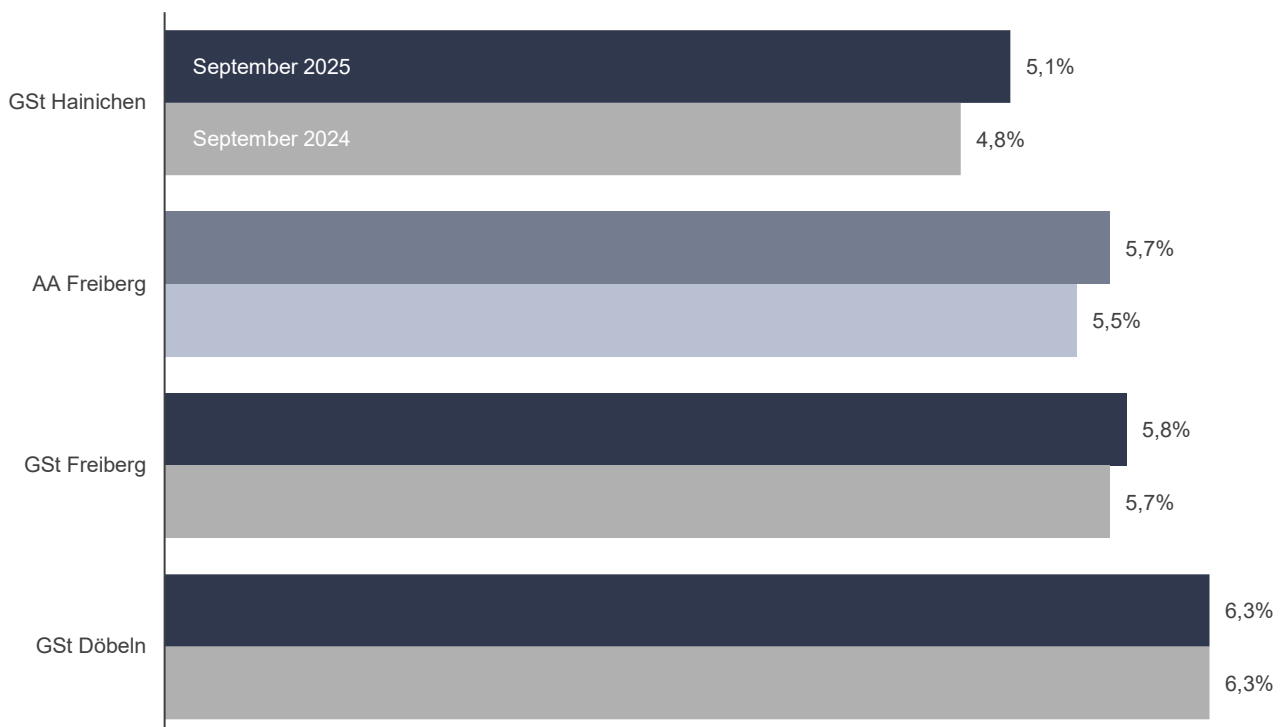 September 2025
5,1%
GSt Hainichen
September 2024
4,8%
5,7%
AA Freiberg
5,5%
5,8%
GSt Freiberg
5,7%
6,3%
GSt Döbeln
6,3%